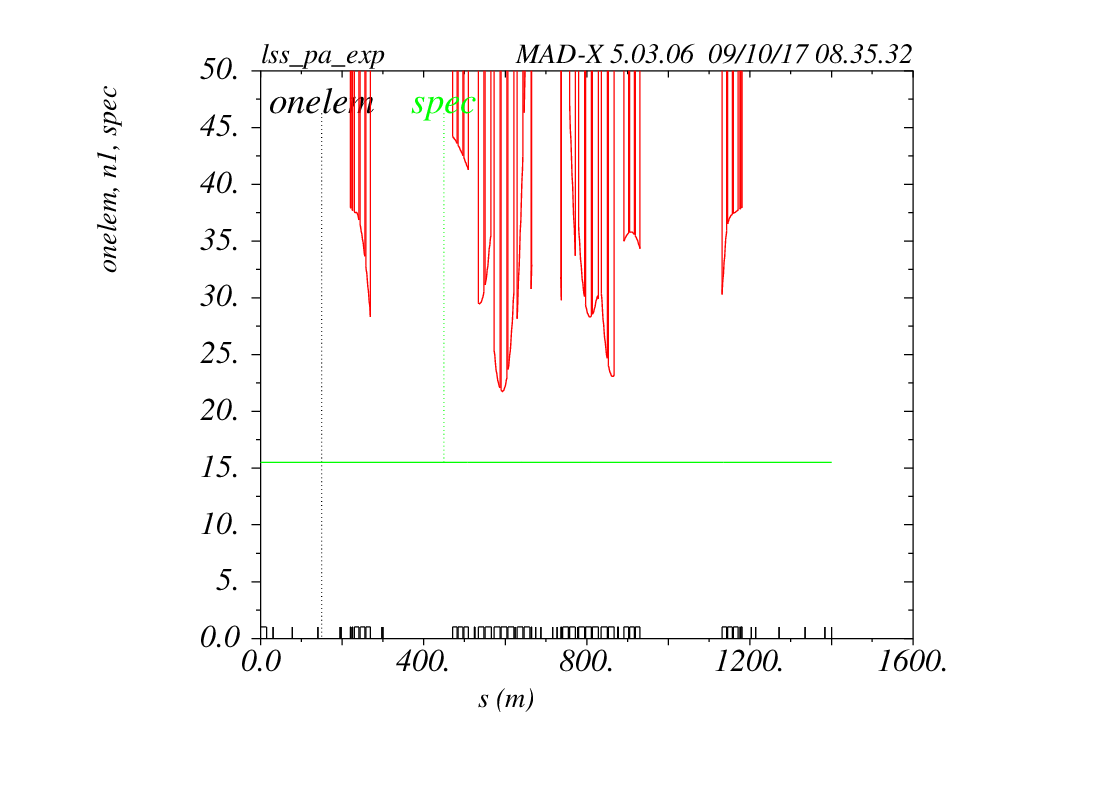 lss_pa_exp MAD-X 5.03.06 09/10/17 08.35.32
onelem, n1, spec
onelem spec
50.
45.
40.
35.
30.
25.
20.
15.
10.
5.
0.0
0.0 400. 800. 1200. 1600.
s (m)